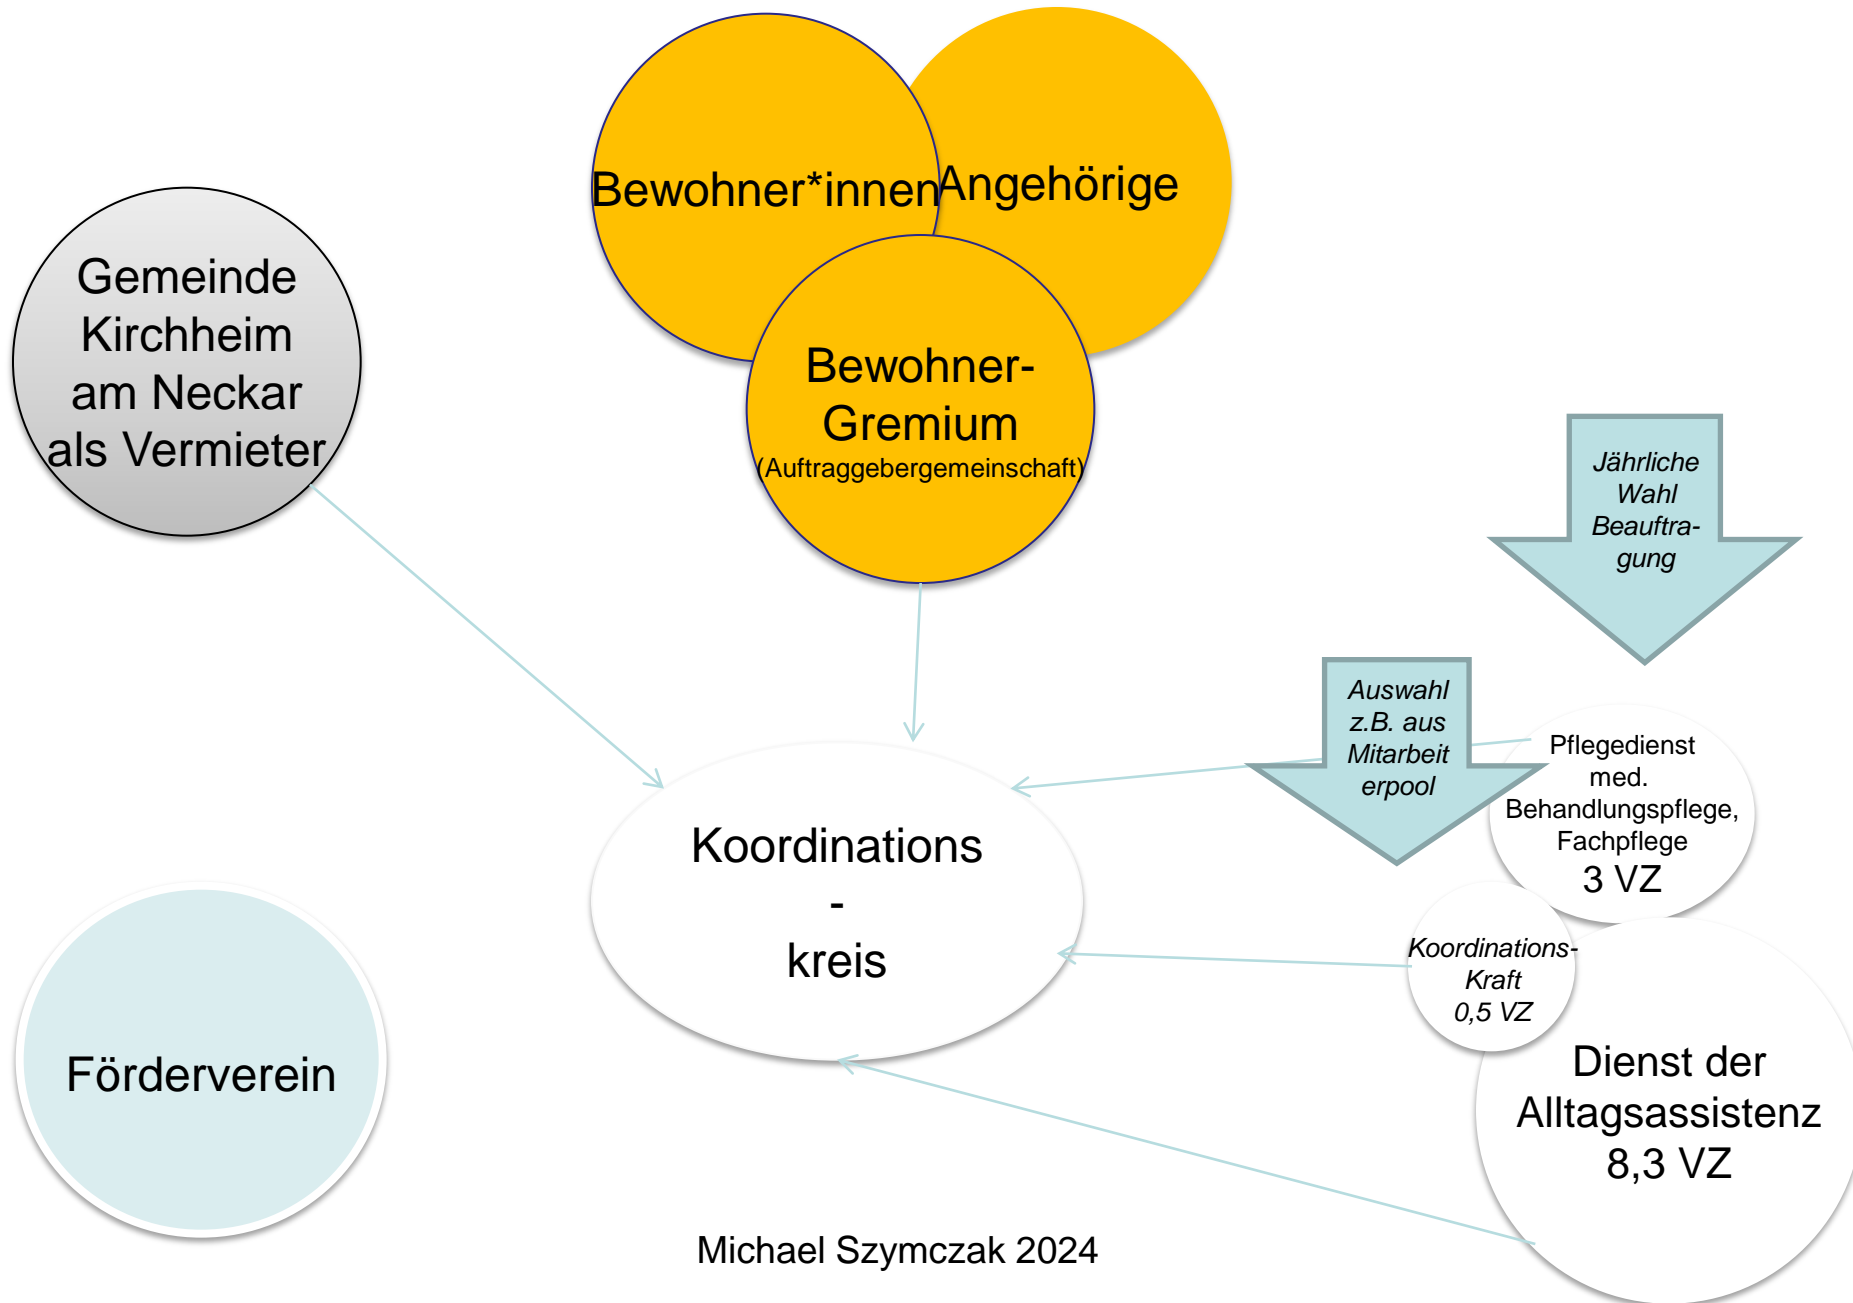 Bewohner*innen
Angehörige
Gemeinde
Kirchheim
am Neckar
als Vermieter
Bewohner-
Gremium
(Auftraggebergemeinschaft)
Jährliche
Wahl
Beauftra-
gung
Auswahl
z.B. aus
Mitarbeit
erpool
Pflegedienst
med.
Behandlungspflege,
Fachpflege
3 VZ
Koordinations
-
kreis
Koordinations-
Kraft
0,5 VZ
Förderverein
Dienst der
Alltagsassistenz
8,3 VZ
Michael Szymczak 2024